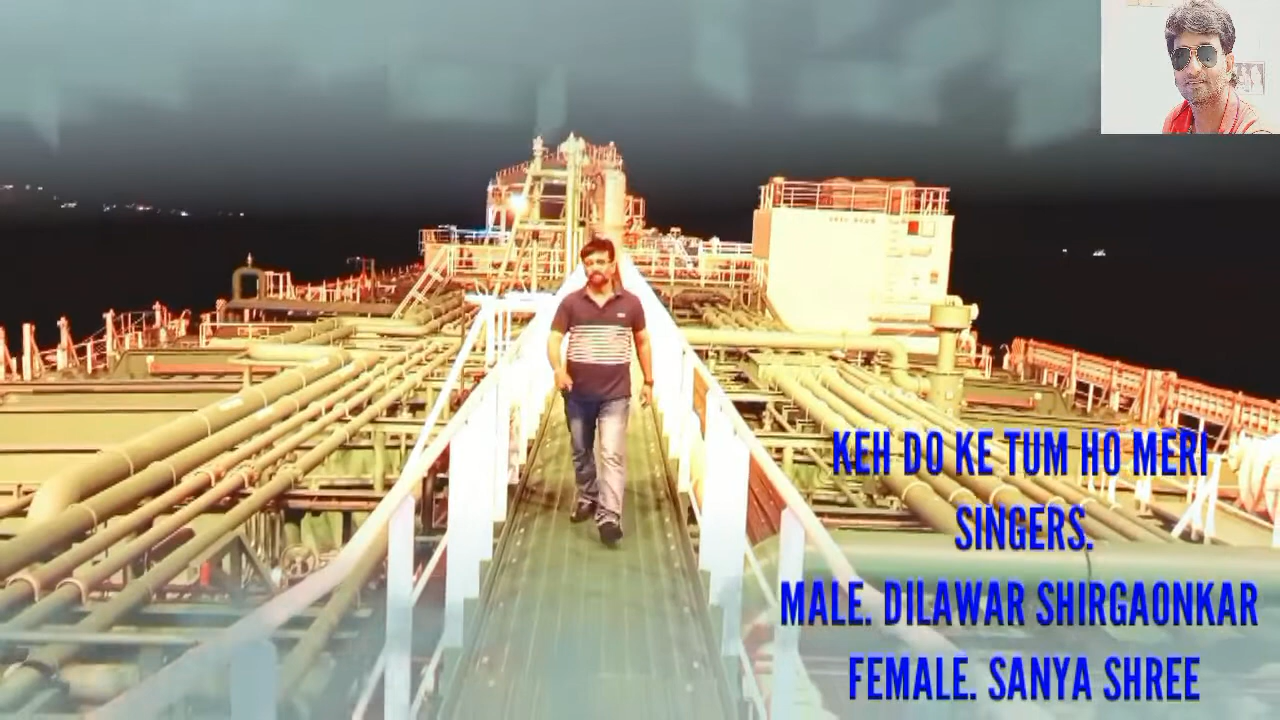 KEH DO KE TUM HO MERI
SINGERS.
MALE. DILAWAR SHIRGAONKAR
FEMALE. SANYA SHREE